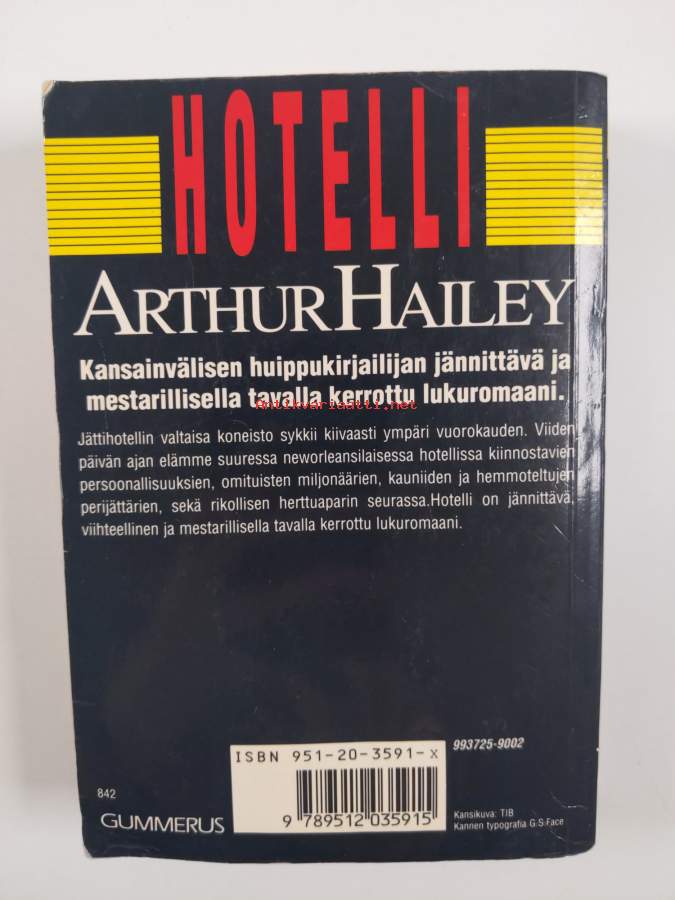 HOTELLI
ARTHUR HAILEY
Kansainvälisen huippukirjailijan jännittävä ja
mestarillisella tavalla kerrottu lukuromaani.
antikvariaatti.net
Jättihotellin valtaisa koneisto sykkii kiivaasti ympäri vuorokauden. Viiden
päivän ajan elämme suuressa neworleansilaisessa hotellissa kiinnostavien
persoonallisuuksien, omituisten miljonäärien, kauniiden ja hemmoteltujen
perijättärien, sekä rikollisen herttuaparin seurassa.Hotelli on jännittävä,
viihteellinen ja mestarillisella tavalla kerrottu lukuromaani.
ISBN 951-20-3591-X
993725-9002
842
GUMMERUS
9 789512 035915
Kansikuva: TIB
Kannen typografia G.S.Face